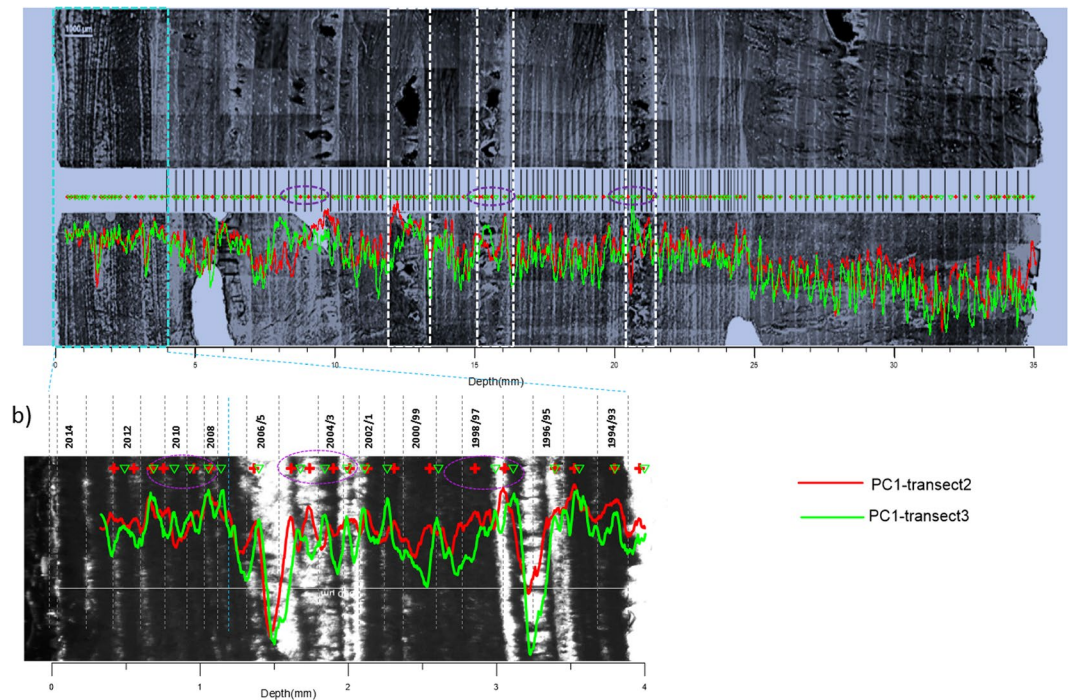 1000 µm
0 5 10 15 20 25 30 35
Depth(mm)
b)
2014 2012 2010 2008 2006/5 2004/3 2002/1 2000/99 1998/97 1996/95 1994/93
PC1-transect2
PC1-transect3
0 1 2 3 4
Depth(mm)